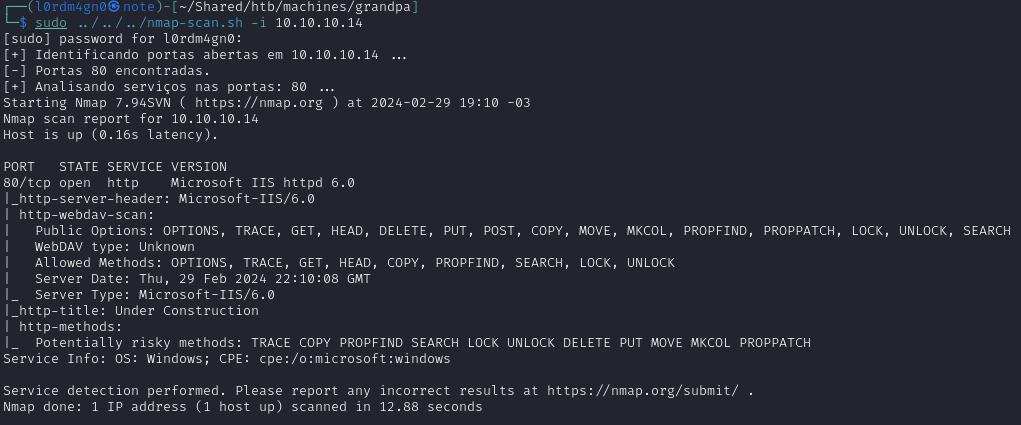 ┌──(l0rdm4gn0㉿note)-[~/Shared/htb/machines/grandpa]
└─$ sudo ../../../nmap-scan.sh -i 10.10.10.14
[sudo] password for l0rdm4gn0:
[+] Identificando portas abertas em 10.10.10.14 ...
[-] Portas 80 encontradas.
[+] Analisando serviços nas portas: 80 ...
Starting Nmap 7.94SVN ( https://nmap.org ) at 2024-02-29 19:10 -03
Nmap scan report for 10.10.10.14
Host is up (0.16s latency).

PORT   STATE SERVICE VERSION
80/tcp open  http    Microsoft IIS httpd 6.0
|_http-server-header: Microsoft-IIS/6.0
| http-webdav-scan:
|   Public Options: OPTIONS, TRACE, GET, HEAD, DELETE, PUT, POST, COPY, MOVE, MKCOL, PROPFIND, PROPPATCH, LOCK, UNLOCK, SEARCH
|   WebDAV type: Unknown
|   Allowed Methods: OPTIONS, TRACE, GET, HEAD, COPY, PROPFIND, SEARCH, LOCK, UNLOCK
|   Server Date: Thu, 29 Feb 2024 22:10:08 GMT
|_  Server Type: Microsoft-IIS/6.0
|_http-title: Under Construction
| http-methods:
|_  Potentially risky methods: TRACE COPY PROPFIND SEARCH LOCK UNLOCK DELETE PUT MOVE MKCOL PROPPATCH
Service Info: OS: Windows; CPE: cpe:/o:microsoft:windows

Service detection performed. Please report any incorrect results at https://nmap.org/submit/ .
Nmap done: 1 IP address (1 host up) scanned in 12.88 seconds